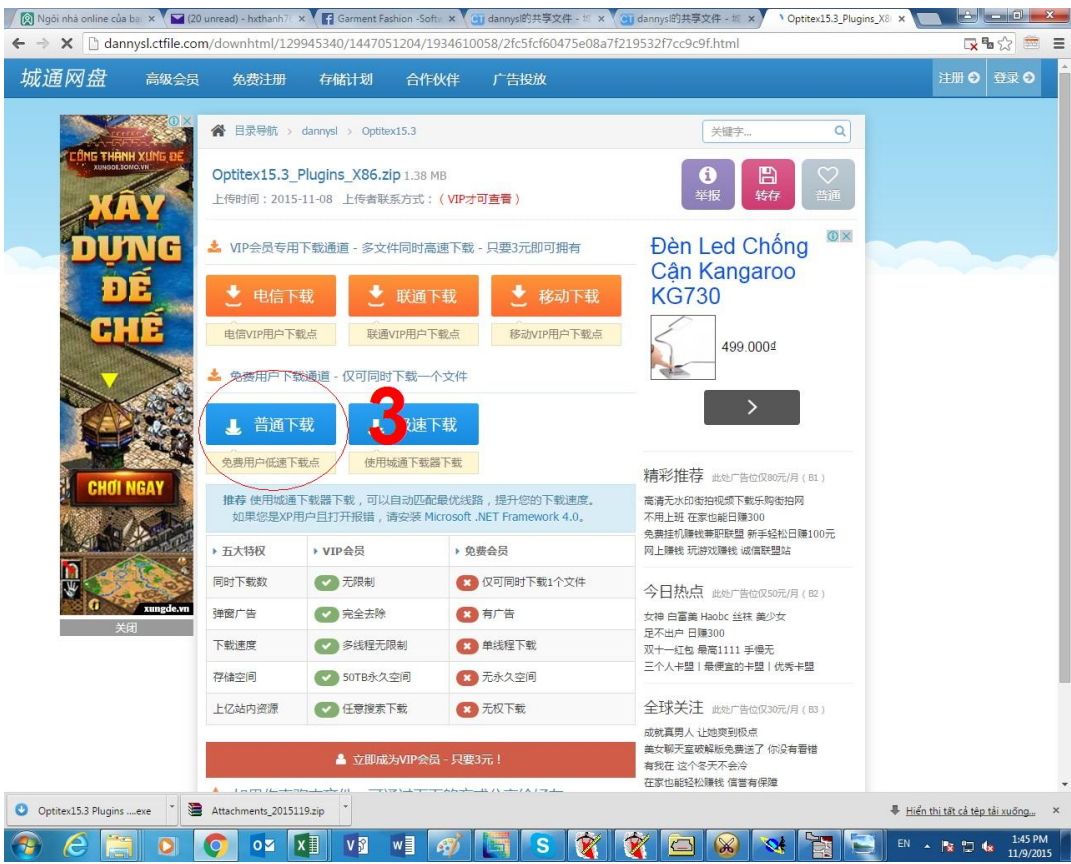 Ngôi nhà online của bạ
(20 unread) - hxthanh7
Garment Fashion -Softw
dannysl的共享文件 - 城
dannysl的共享文件 - 城
Optitex15.3_Plugins_X8
dannysl.ctfile.com/downhtml/129945340/1447051204/1934610058/2fc5fcf60475e08a7f219532f7cc9c9f.html
城通网盘 高级会员 免费注册 存储计划 合作伙伴 广告投放 注册 登录
目录导航 > dannysl > Optitex15.3 关键字...
CÔNG THÀNH XƯNG ĐẾ
XUNGDE.SOMO.VN
XÂY
DỰNG
ĐẾ
CHẾ
CHƠI NGAY
xungde.vn
关闭
Optitex15.3_Plugins_X86.zip 1.38 MB
上传时间：2015-11-08 上传者联系方式：（VIP才可查看）
举报 转存 普通
VIP会员专用下载通道 - 多文件同时高速下载 - 只要3元即可拥有
电信下载 联通下载 移动下载
电信VIP用户下载点 联通VIP用户下载点 移动VIP用户下载点
免费用户下载通道 - 仅可同时下载一个文件
普通下载 速下载
3
免费用户低速下载点 使用城通下载器下载
推荐 使用城通下载器下载，可以自动匹配最优线路，提升您的下载速度。
如果您是XP用户且打开报错，请安装 Microsoft .NET Framework 4.0。
五大特权 VIP会员 免费会员
同时下载数 无限制 仅可同时下载1个文件
弹窗广告 完全去除 有广告
下载速度 多线程无限制 单线程下载
存储空间 50TB永久空间 无永久空间
上亿站内资源 任意搜索下载 无权下载
立即成为VIP会员 - 只要3元！
Đèn Led Chống
Cận Kangaroo
KG730
499.000₫
精彩推荐 此处广告位仅80元/月（B1）
高清无水印街拍视频下载乐购街拍网
不用上班 在家也能日赚300
免费挂机赚钱兼职联盟 新手轻松日赚100元
网上赚钱 玩游戏赚钱 诚信联盟站
今日热点 此处广告位仅50元/月（B2）
女神 白富美 Haobc 丝袜 美少女
足不出户 日赚300
双十一红包 最高1111 手慢无
三个人卡盟 | 最便宜的卡盟 | 优秀卡盟
全球关注 此处广告位仅30元/月（B3）
成就真男人 让她爽到极点
美女聊天室破解版免费送了 你没有看错
有我在 这个冬天不会冷
在家也能轻松赚钱 信誉有保障
Optitex15.3 Plugins ....exe
Attachments_2015119.zip
Hiển thị tất cả tệp tải xuống...
EN
1:45 PM
11/9/2015